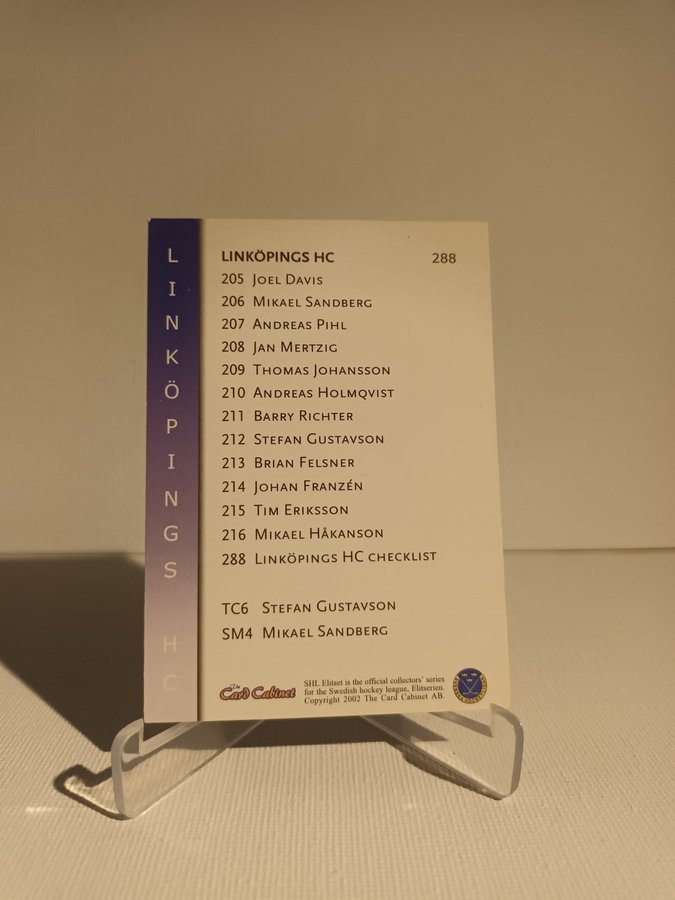 LINKÖPINGS HC
LINKÖPINGS HC 288
205 JOEL DAVIS
206 MIKAEL SANDBERG
207 ANDREAS PIHL
208 JAN MERTZIG
209 THOMAS JOHANSSON
210 ANDREAS HOLMQVIST
211 BARRY RICHTER
212 STEFAN GUSTAVSON
213 BRIAN FELSNER
214 JOHAN FRANZÉN
215 TIM ERIKSSON
216 MIKAEL HÅKANSON
288 LINKÖPINGS HC CHECKLIST
TC6 STEFAN GUSTAVSON
SM4 MIKAEL SANDBERG
The Card Cabinet
SHL Elitset is the official collectors' series
for the Swedish hockey league, Elitserien.
Copyright 2002 The Card Cabinet AB.